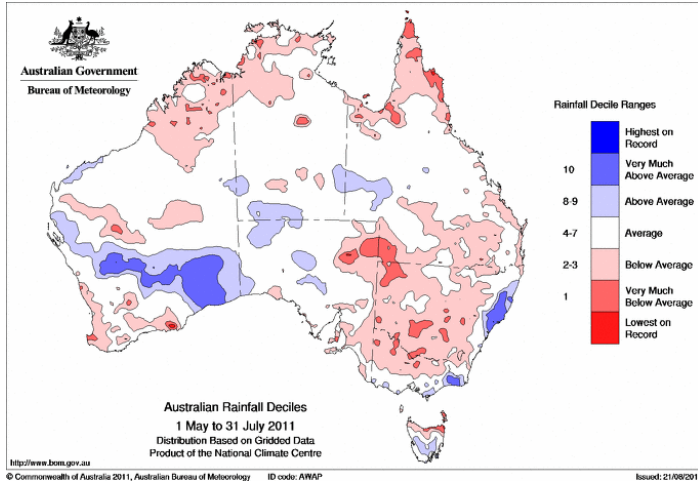 Australian Government
Bureau of Meteorology
Rainfall Decile Ranges
Highest on
Record
10
Very Much
Above Average
8-9
Above Average
4-7
Average
2-3
Below Average
1
Very Much
Below Average
Lowest on
Record
Australian Rainfall Deciles
1 May to 31 July 2011
Distribution Based on Gridded Data
Product of the National Climate Centre
http://www.bom.gov.au
© Commonwealth of Australia 2011, Australian Bureau of Meteorology ID code: AWAP Issued: 21/08/201